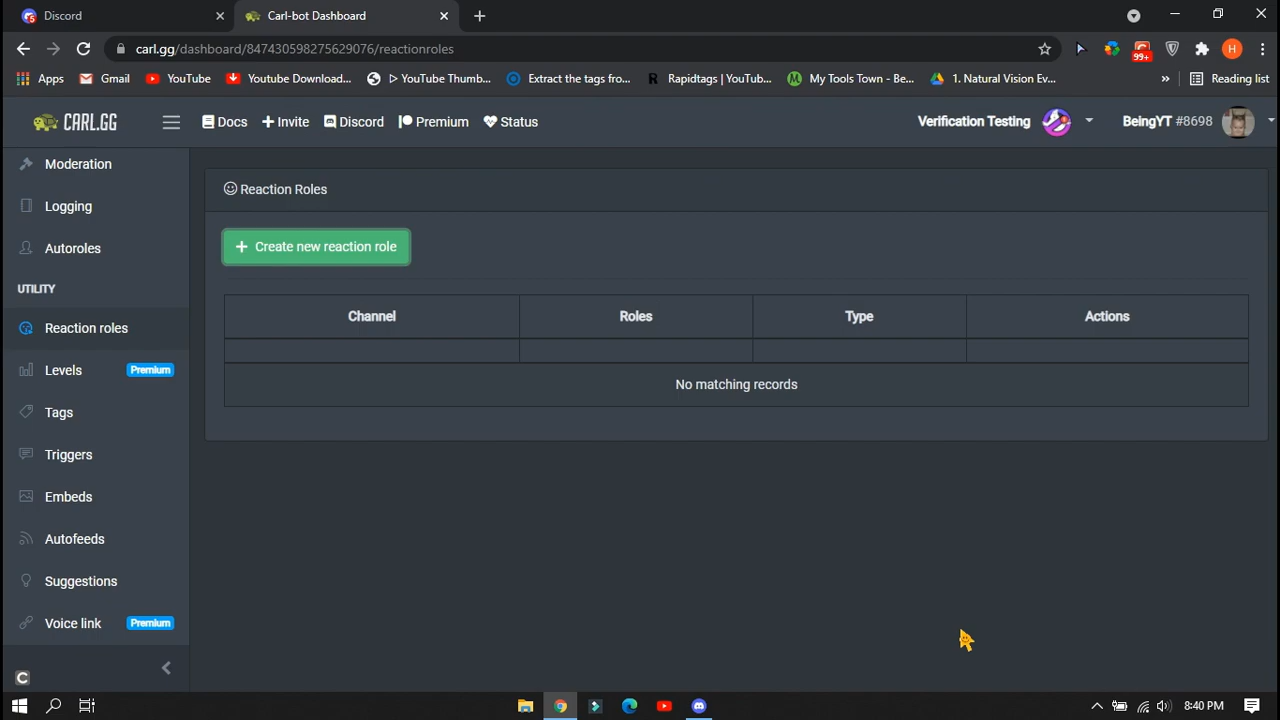 Discord
Carl-bot Dashboard
carl.gg/dashboard/847430598275629076/reactionroles
H
99+
Apps
Gmail
YouTube
Youtube Download...
▷ YouTube Thumb...
Extract the tags fro...
Rapidtags | YouTub...
My Tools Town - Be...
1. Natural Vision Ev...
»
Reading list
CARL.GG
Docs
Invite
Discord
Premium
Status
Verification Testing
BeingYT #8698
Moderation
Logging
Autoroles
UTILITY
Reaction roles
Levels Premium
Tags
Triggers
Embeds
Autofeeds
Suggestions
Voice link Premium
C
Reaction Roles
+ Create new reaction role
Channel Roles Type Actions
No matching records
8:40 PM